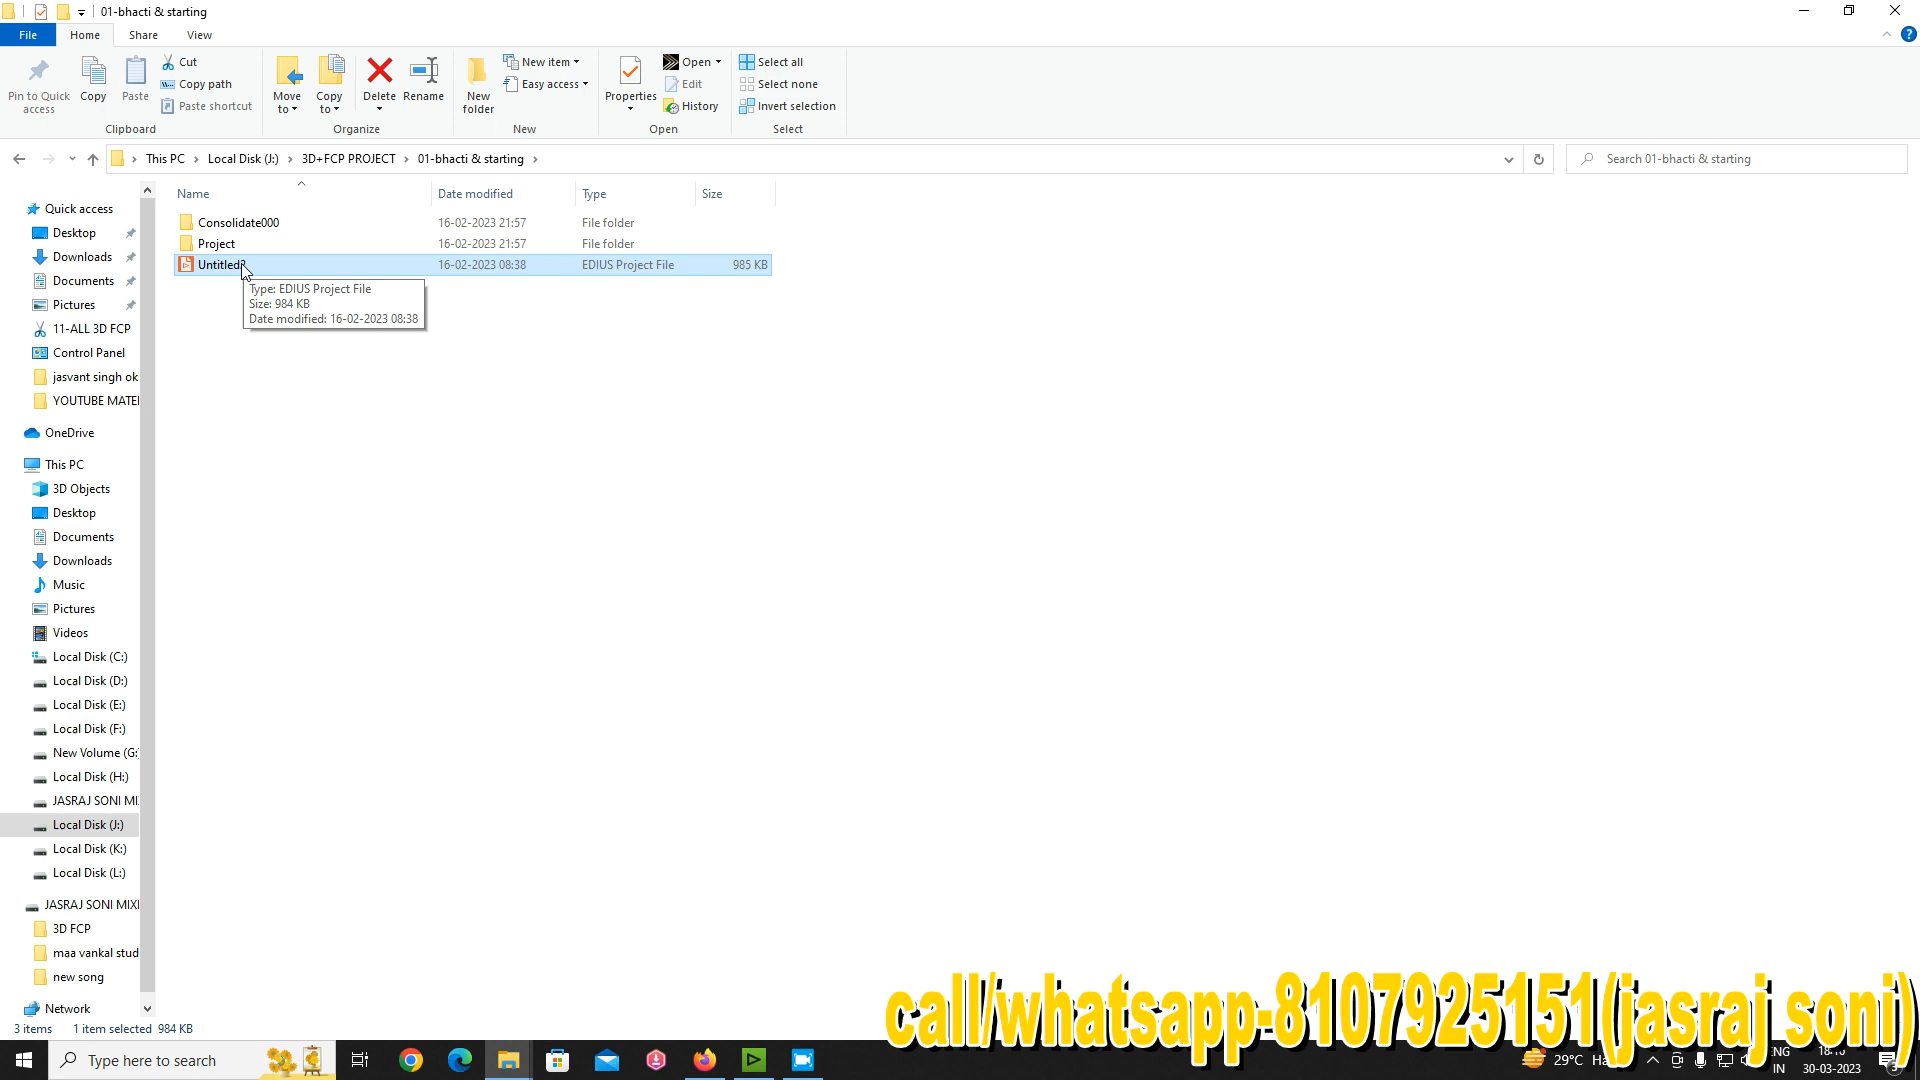 01-bhacti & starting
File Home Share View
Pin to Quick access
Copy
Paste
Cut
Copy path
Paste shortcut
Clipboard
Move to
Copy to
Delete
Rename
Organize
New folder
New item
Easy access
New
Properties
Open
Edit
History
Open
Select all
Select none
Invert selection
Select
This PC Local Disk (J:) 3D+FCP PROJECT 01-bhacti & starting
Search 01-bhacti & starting
Name Date modified Type Size
Consolidate000 16-02-2023 21:57 File folder
Project 16-02-2023 21:57 File folder
16-02-2023 08:38 EDIUS Project File 985 KB
Type: EDIUS Project File
Size: 984 KB
Date modified: 16-02-2023 08:38
Quick access
Desktop
Downloads
Documents
Pictures
11-ALL 3D FCP
Control Panel
jasvant singh ok
YOUTUBE MATE
OneDrive
This PC
3D Objects
Desktop
Documents
Downloads
Music
Pictures
Videos
Local Disk (C:)
Local Disk (D:)
Local Disk (E:)
Local Disk (F:)
New Volume (G:
Local Disk (H:)
JASRAJ SONI MI
Local Disk (J:)
Local Disk (K:)
Local Disk (L:)
JASRAJ SONI MIX
3D FCP
maa vankal stud
new song
Network
3 items 1 item selected 984 KB
call/whatsapp-8107925151(jasraj soni)
Type here to search
29°C
IN 30-03-2023
3